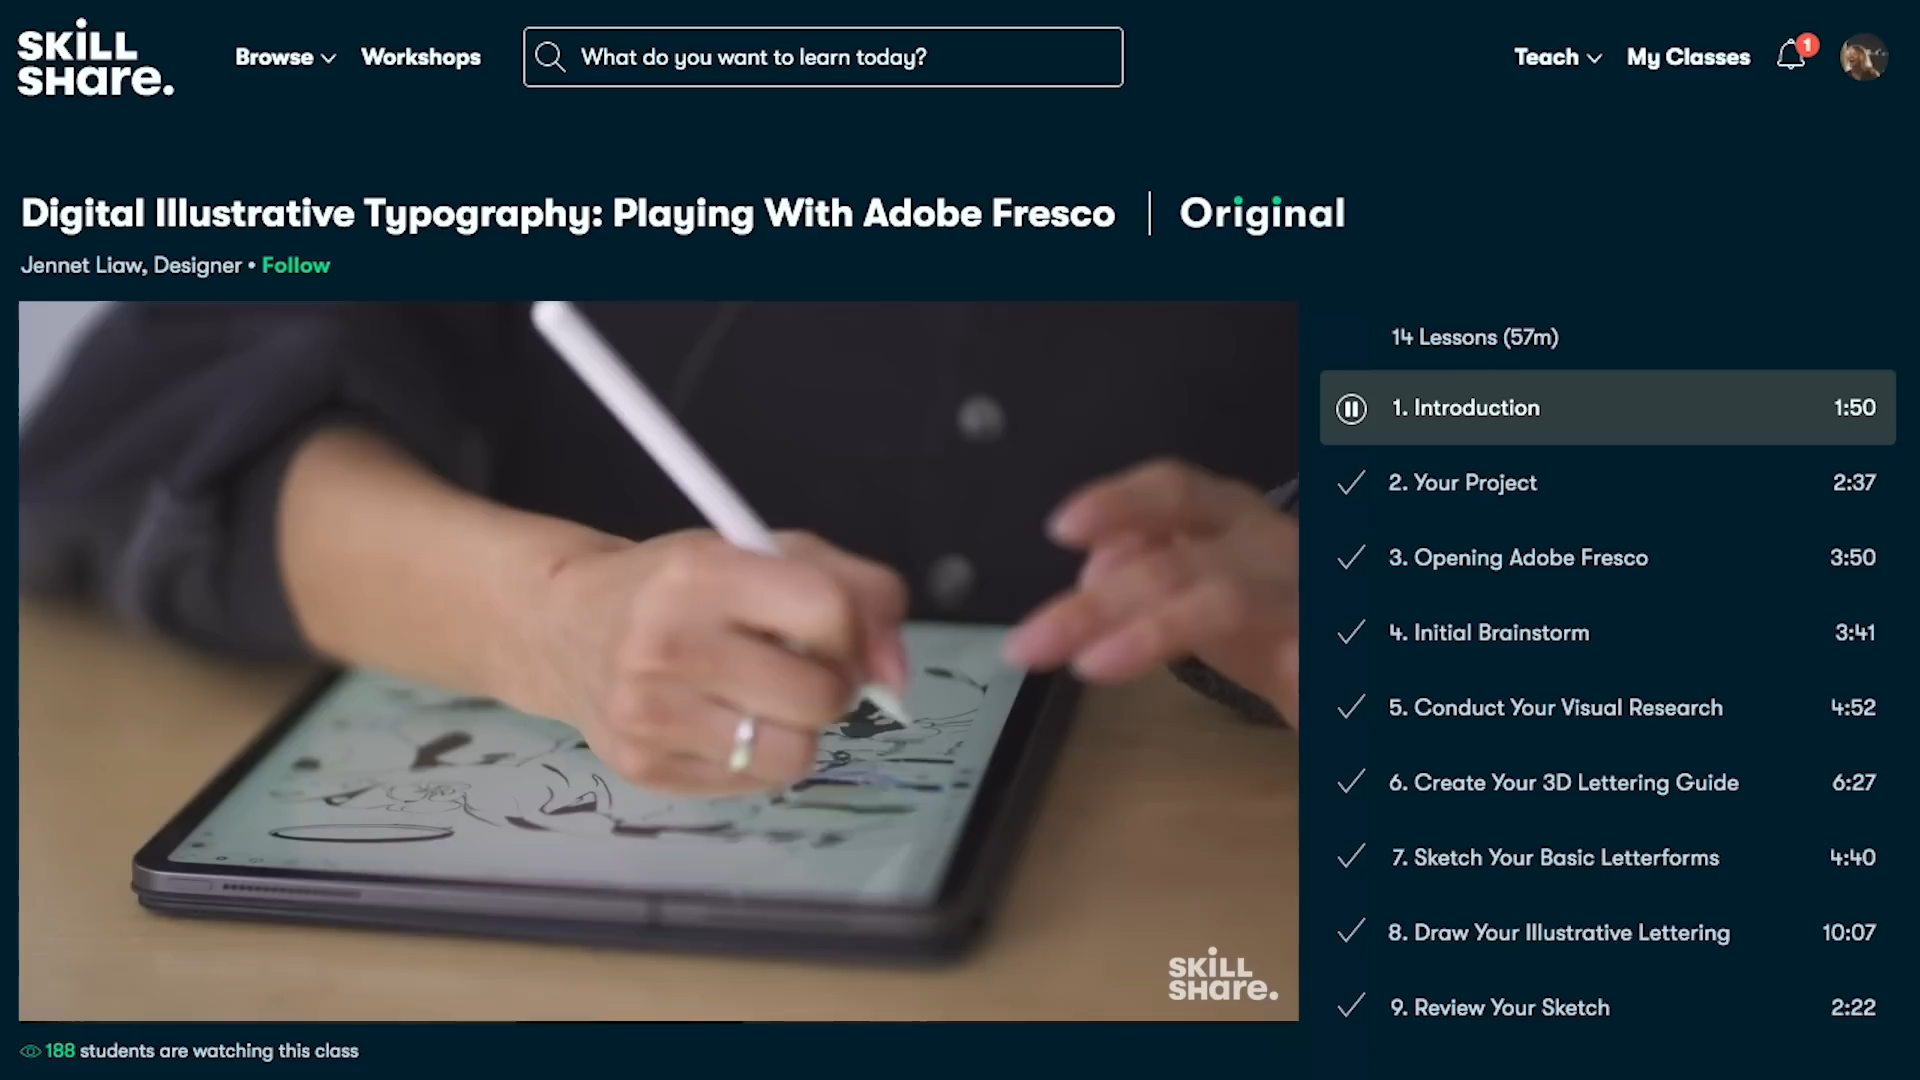 SKILL
SHare.
Browse
Workshops
What do you want to learn today?
Teach
My Classes
1
Digital Illustrative Typography: Playing With Adobe Fresco | Original
Jennet Liaw, Designer • Follow
14 Lessons (57m)
1. Introduction 1:50
2. Your Project 2:37
3. Opening Adobe Fresco 3:50
4. Initial Brainstorm 3:41
5. Conduct Your Visual Research 4:52
6. Create Your 3D Lettering Guide 6:27
7. Sketch Your Basic Letterforms 4:40
8. Draw Your Illustrative Lettering 10:07
9. Review Your Sketch 2:22
SKILL
SHare.
188 students are watching this class